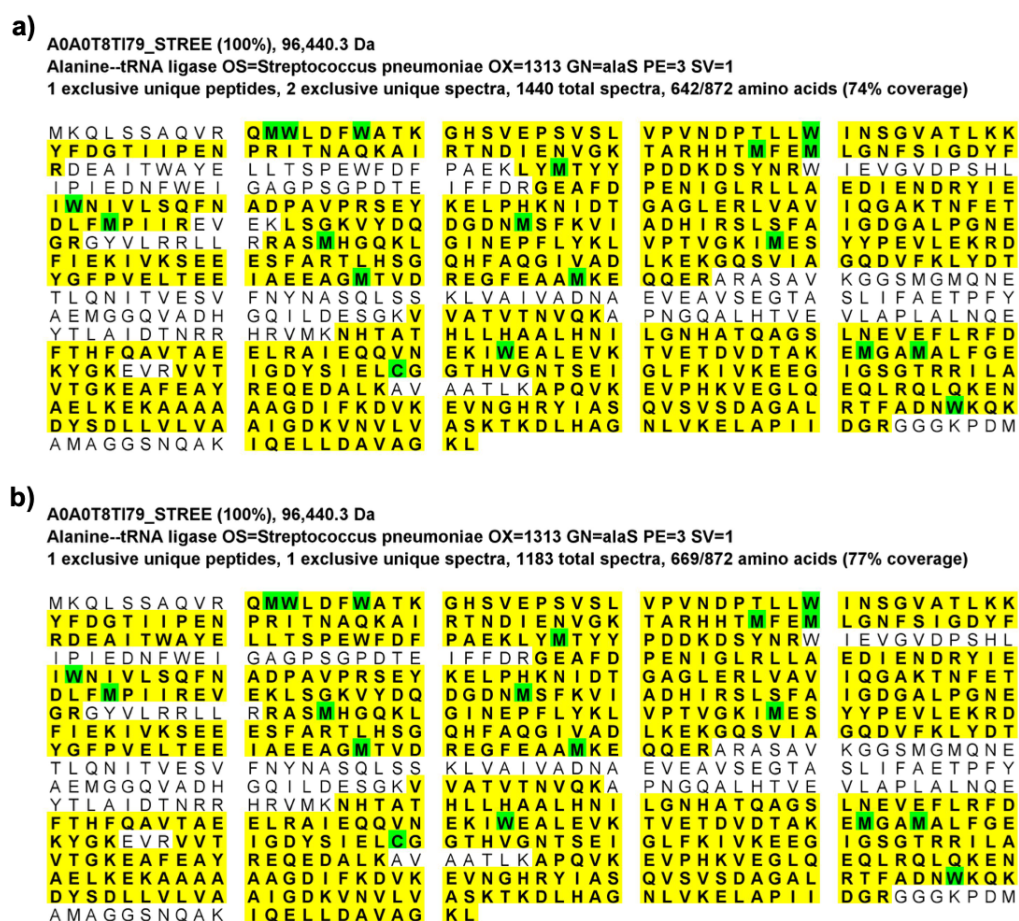 a)
A0A0T8TI79_STREE (100%), 96,440.3 Da
Alanine--tRNA ligase OS=Streptococcus pneumoniae OX=1313 GN=alaS PE=3 SV=1
1 exclusive unique peptides, 2 exclusive unique spectra, 1440 total spectra, 642/872 amino acids (74% coverage)
MKQLSSAQVR QMWLDFWATK GHSVEPSVSL VPVNDPTLLW INSGVATLKK
YFDGTIIPEN PRITNAQKAI RTNDIENVGK TARHHTMFEM LGNFSIGDYF
RDEAITWAYE LLTSPEWFDF PAEKLYMTYY PDDKDSYNRW IEVGVDPSHL
IPIEDNFWEI GAGPSGPDTE IFFDRGEAFD PENIGLRLLA EDIENDRYIE
IWNIVLSQFN ADPAVPRSEY KELPHKNIDT GAGLERLVAV IQGAKTNFET
DLFMPIIREV EKLSGKVYDQ DGDNMSFKVI ADHIRSLSFA IGDGALPGNE
GRGYVLRRLL RRASMHGQKL GINEPFLYKL VPTVGKIMES YYPEVLEKRD
FIEKIVKSEE ESFARTLHSG QHFAQGIVAD LKEKGQSVIA GQDVFKLYDT
YGFPVELTEE IAEEAGMTVD REGFEAAMKE QQERARASAV KGGSMGMQNE
TLQNITVESV FNYNASQLSS KLVAIVADNA EVEAVSEGTA SLIFAETPFY
AEMGGQVADH GQILDESGKV VATVTNVQKA PNGQALHTVE VLAPLALNQE
YTLAIDTNRR HRVMKNHTAT HLLHAALHNI LGNHATQAGS LNEVEFLRFD
FTHFQAVTAE ELRAIEQQVN EKIWEALEVK TVETDVDTAK EMGAMALFGE
KYGKEVRVVT IGDYSIELCG GTHVGNTSEI GLFKIVKEEG IGSGTRRILA
VTGKEAFEAY REQEDALKAV AATLKAPQVK EVPHKVEGLQ EQLRQLQKEN
AELKEKAAAA AAGDIFKDVK EVNGHRYIAS QVSVSDAGAL RTFADNWKQK
DYSDLLVLVA AIGDKVNVLV ASKTKDLHAG NLVKELAPII DGRGGGKPDM
AMAGGSNQAK IQELLDAVAG KL
b)
A0A0T8TI79_STREE (100%), 96,440.3 Da
Alanine--tRNA ligase OS=Streptococcus pneumoniae OX=1313 GN=alaS PE=3 SV=1
1 exclusive unique peptides, 1 exclusive unique spectra, 1183 total spectra, 669/872 amino acids (77% coverage)
MKQLSSAQVR QMWLDFWATK GHSVEPSVSL VPVNDPTLLW INSGVATLKK
YFDGTIIPEN PRITNAQKAI RTNDIENVGK TARHHTMFEM LGNFSIGDYF
RDEAITWAYE LLTSPEWFDF PAEKLYMTYY PDDKDSYNRW IEVGVDPSHL
IPIEDNFWEI GAGPSGPDTE IFFDRGEAFD PENIGLRLLA EDIENDRYIE
IWNIVLSQFN ADPAVPRSEY KELPHKNIDT GAGLERLVAV IQGAKTNFET
DLFMPIIREV EKLSGKVYDQ DGDNMSFKVI ADHIRSLSFA IGDGALPGNE
GRGYVLRRLL RRASMHGQKL GINEPFLYKL VPTVGKIMES YYPEVLEKRD
FIEKIVKSEE ESFARTLHSG QHFAQGIVAD LKEKGQSVIA GQDVFKLYDT
YGFPVELTEE IAEEAGMTVD REGFEAAMKE QQERARASAV KGGSMGMQNE
TLQNITVESV FNYNASQLSS KLVAIVADNA EVEAVSEGTA SLIFAETPFY
AEMGGQVADH GQILDESGKV VATVTNVQKA PNGQALHTVE VLAPLALNQE
YTLAIDTNRR HRVMKNHTAT HLLHAALHNI LGNHATQAGS LNEVEFLRFD
FTHFQAVTAE ELRAIEQQVN EKIWEALEVK TVETDVDTAK EMGAMALFGE
KYGKEVRVVT IGDYSIELCG GTHVGNTSEI GLFKIVKEEG IGSGTRRILA
VTGKEAFEAY REQEDALKAV AATLKAPQVK EVPHKVEGLQ EQLRQLQKEN
AELKEKAAAA AAGDIFKDVK EVNGHRYIAS QVSVSDAGAL RTFADNWKQK
DYSDLLVLVA AIGDKVNVLV ASKTKDLHAG NLVKELAPII DGRGGGKPDM
AMAGGSNQAK IQELLDAVAG KL